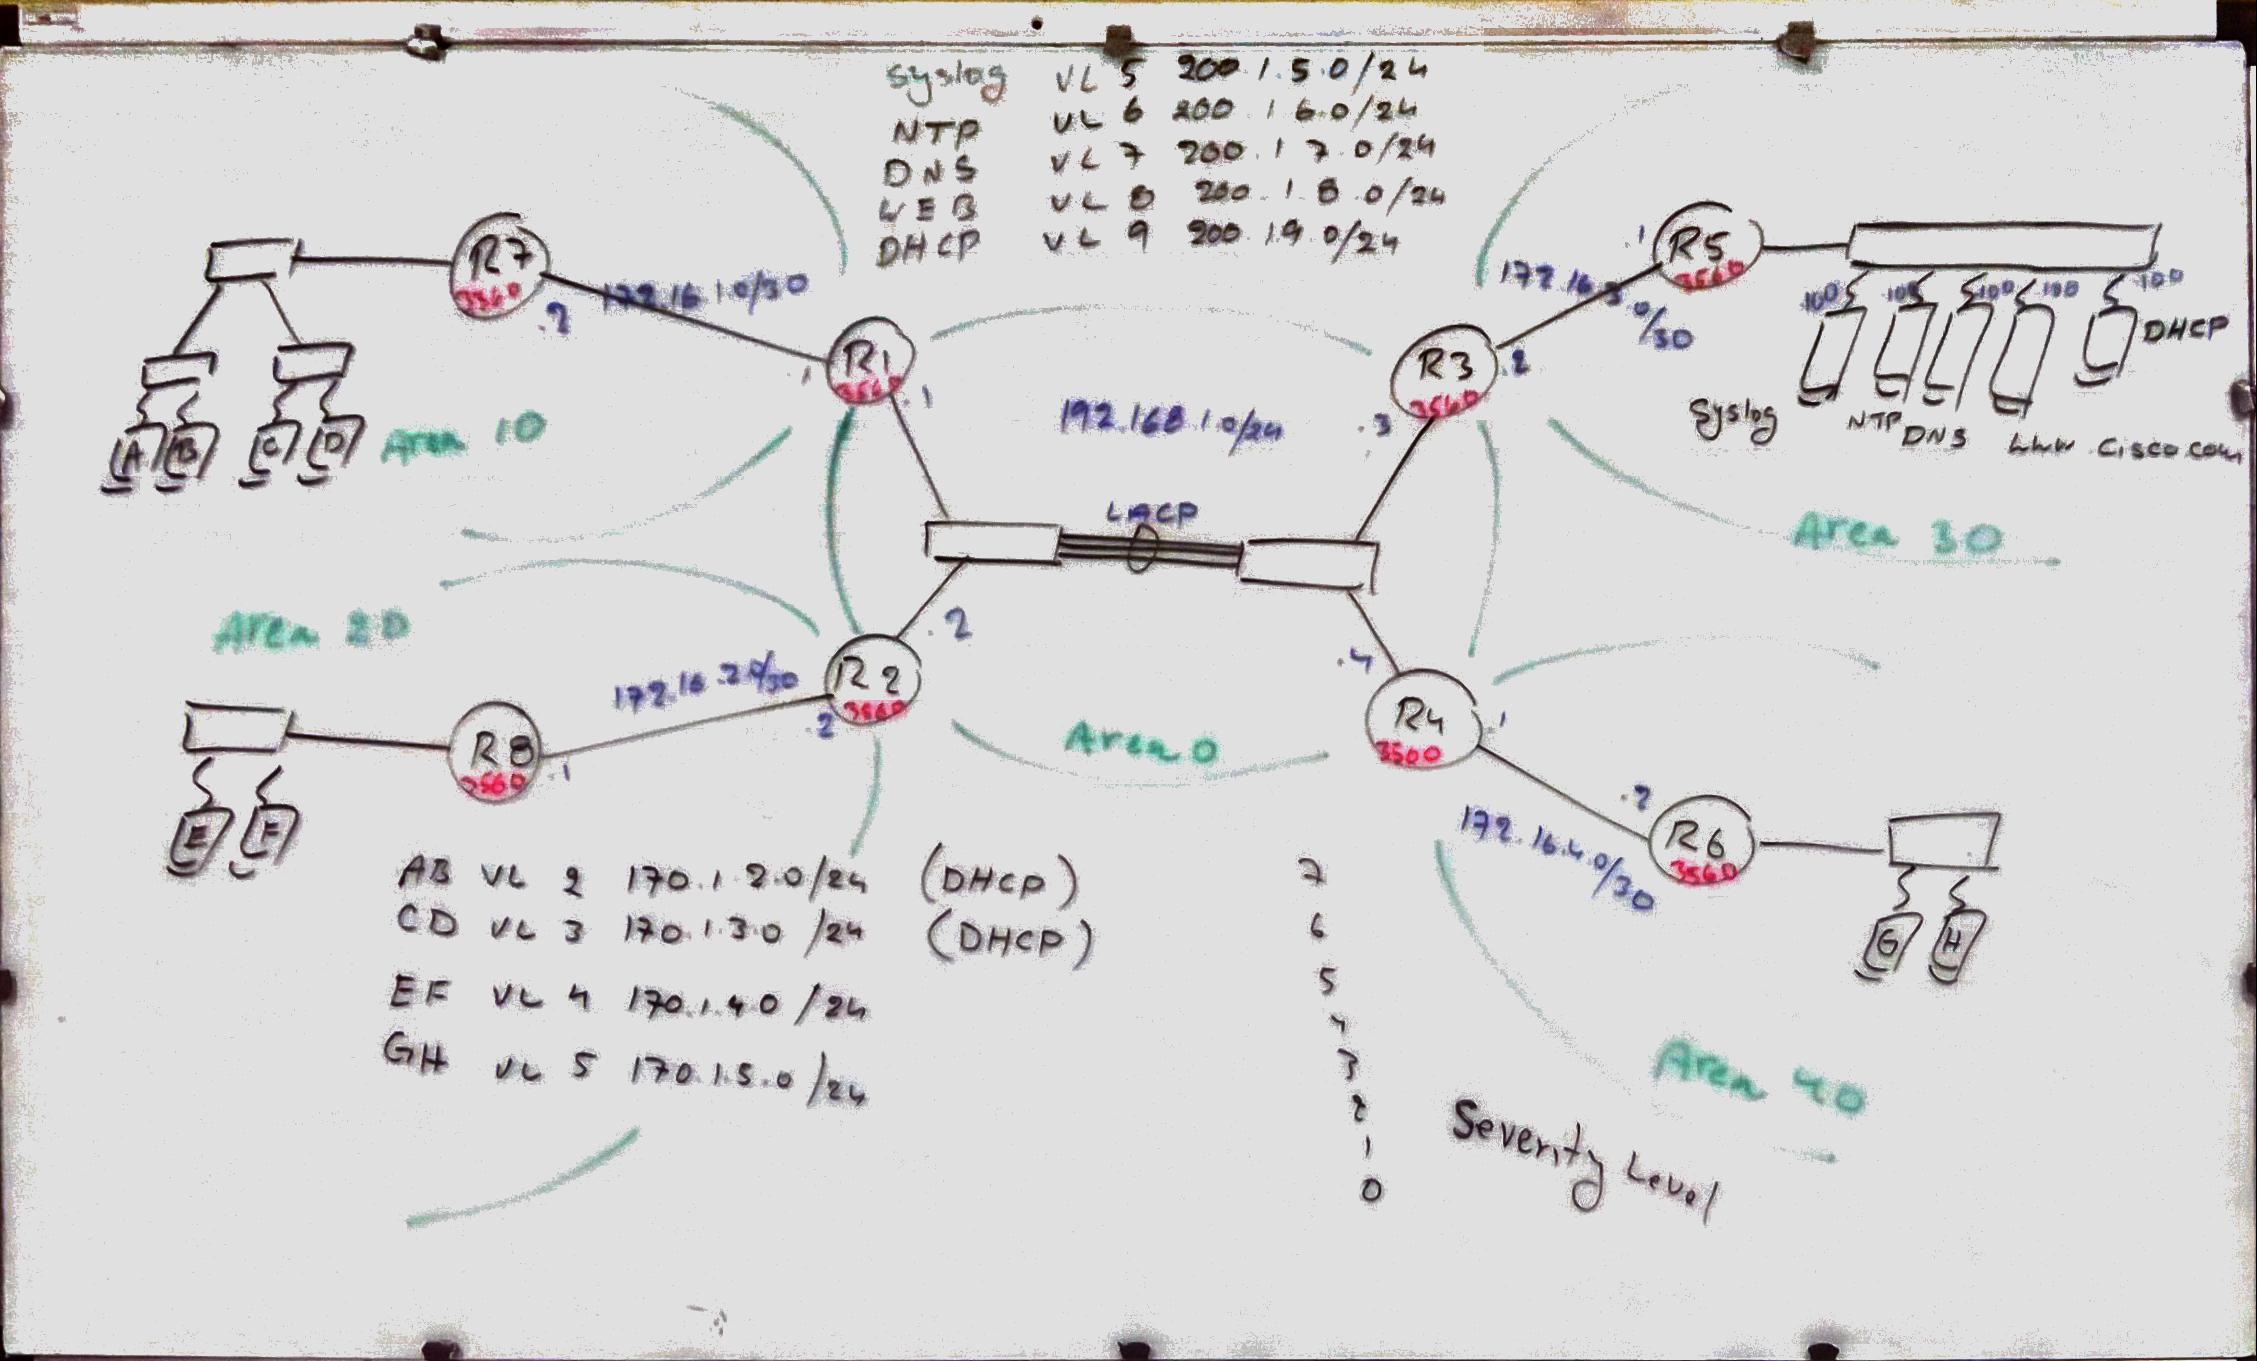 Syslog VL 5 200.1.5.0/24
NTP VL 6 200.1 6.0/24
DNS VL 7 200.1 7.0/24
WEB VL 8 200.1.8.0/24
DHCP VL 9 200.19.0/24
R7
3560
.2
172.16.1.0/30
R1
3560
.1
.1
A B C D
Area 10
192.168.1.0/24
R3
3560
.3
.2
172.16.3.0/30
.1
R5
3560
100 100 100 100 100
DHCP
Syslog
NTP
DNS
www.cisco.com
Area 30
LACP
Area 20
.2
R2
3560
.2
172.16.2.0/30
R8
3560
.1
E F
Area 0
.4
R4
3560
.1
.2
172.16.4.0/30
R6
3560
G H
AB VL 2 170.1 2.0/24 (DHCP)
CD VL 3 170.1.3.0 /24 (DHCP)
EF VL 4 170.1.4.0 /24
GH VL 5 170.1.5.0 /24
7
6
5
4
3
2
1
0
Severity Level
Area 40